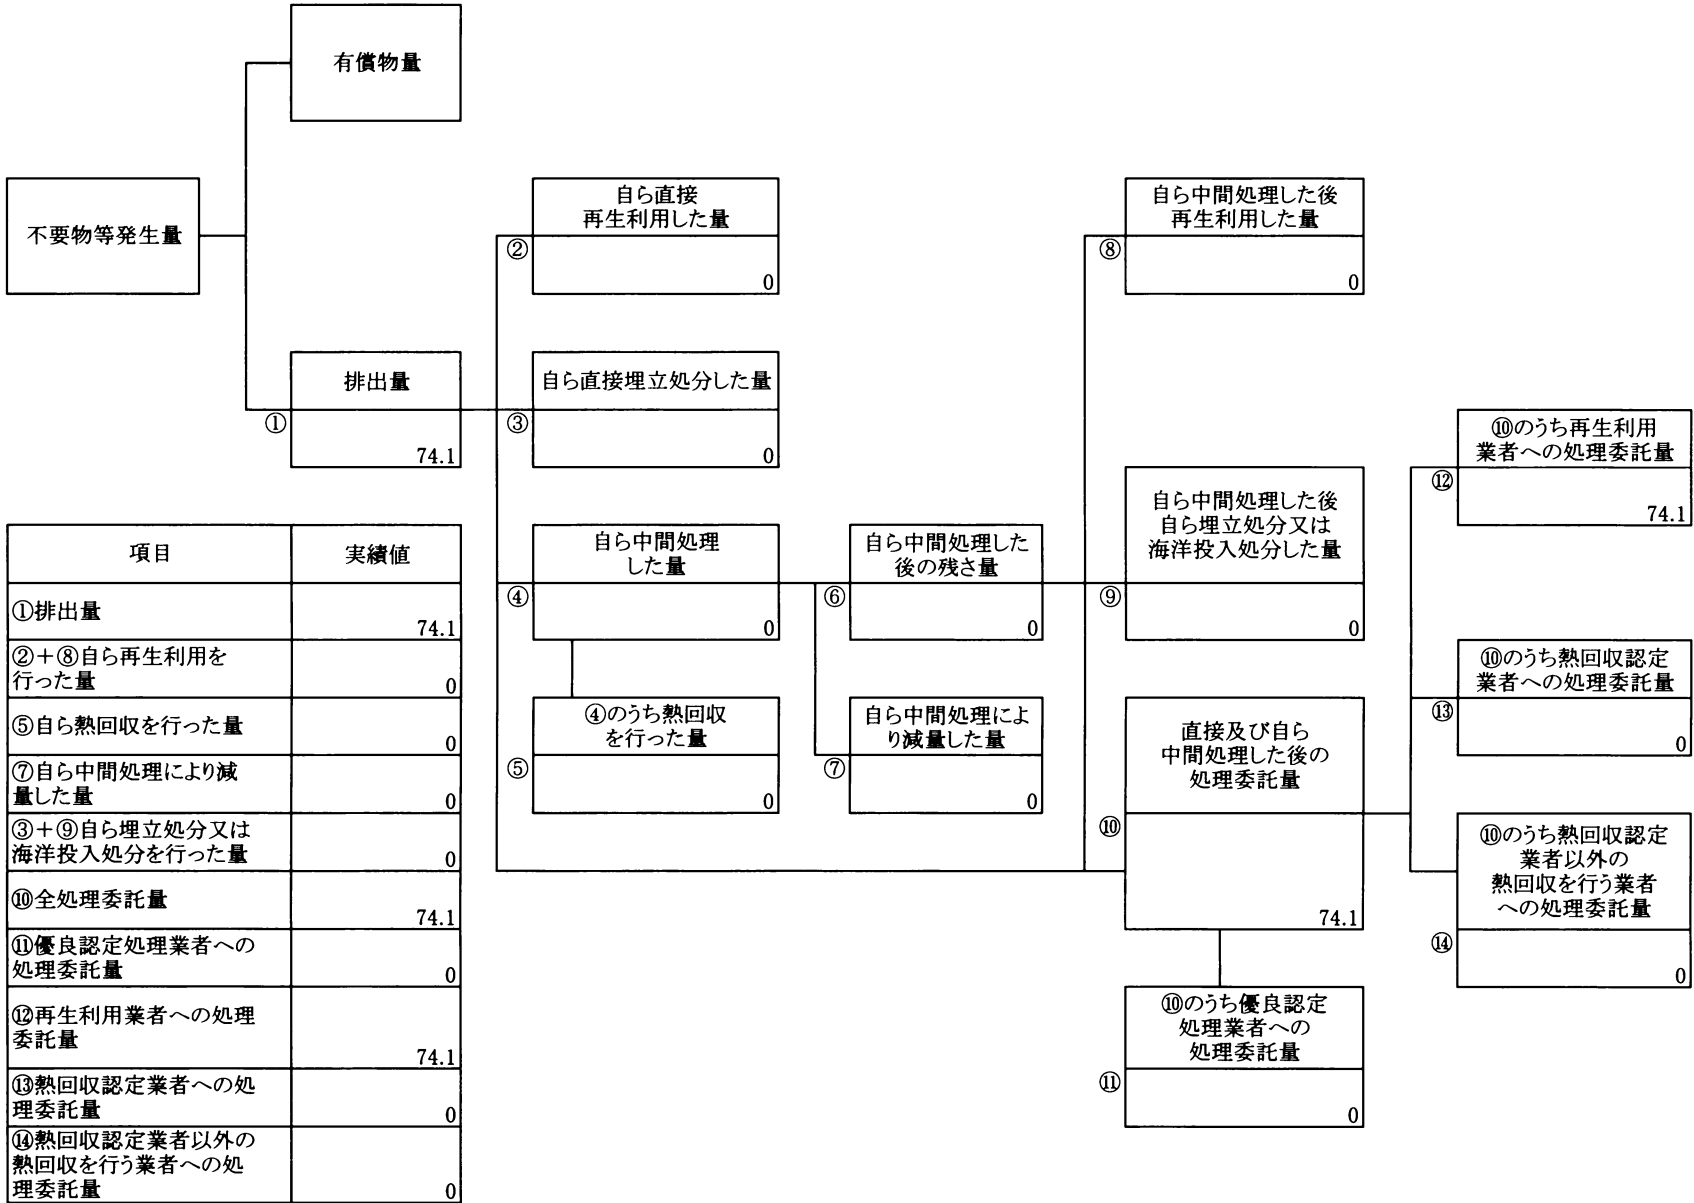 有償物量
不要物等発生量
排出量
①
74.1
自ら直接
再生利用した量
②
0
自ら直接埋立処分した量
③
0
自ら中間処理
した量
④
0
④のうち熱回収
を行った量
⑤
0
自ら中間処理した
後の残さ量
⑥
0
自ら中間処理によ
り減量した量
⑦
0
自ら中間処理した後
再生利用した量
⑧
0
自ら中間処理した後
自ら埋立処分又は
海洋投入処分した量
⑨
0
直接及び自ら
中間処理した後の
処理委託量
⑩
74.1
⑩のうち優良認定
処理業者への
処理委託量
⑪
0
⑩のうち再生利用
業者への処理委託量
⑫
74.1
⑩のうち熱回収認定
業者への処理委託量
⑬
0
⑩のうち熱回収認定
業者以外の
熱回収を行う業者
への処理委託量
⑭
0
項目 実績値
①排出量 74.1
②+⑧自ら再生利用を
行った量 0
⑤自ら熱回収を行った量 0
⑦自ら中間処理により減
量した量 0
③+⑨自ら埋立処分又は
海洋投入処分を行った量 0
⑩全処理委託量 74.1
⑪優良認定処理業者への
処理委託量 0
⑫再生利用業者への処理
委託量 74.1
⑬熱回収認定業者への処
理委託量 0
⑭熱回収認定業者以外の
熱回収を行う業者への処
理委託量 0